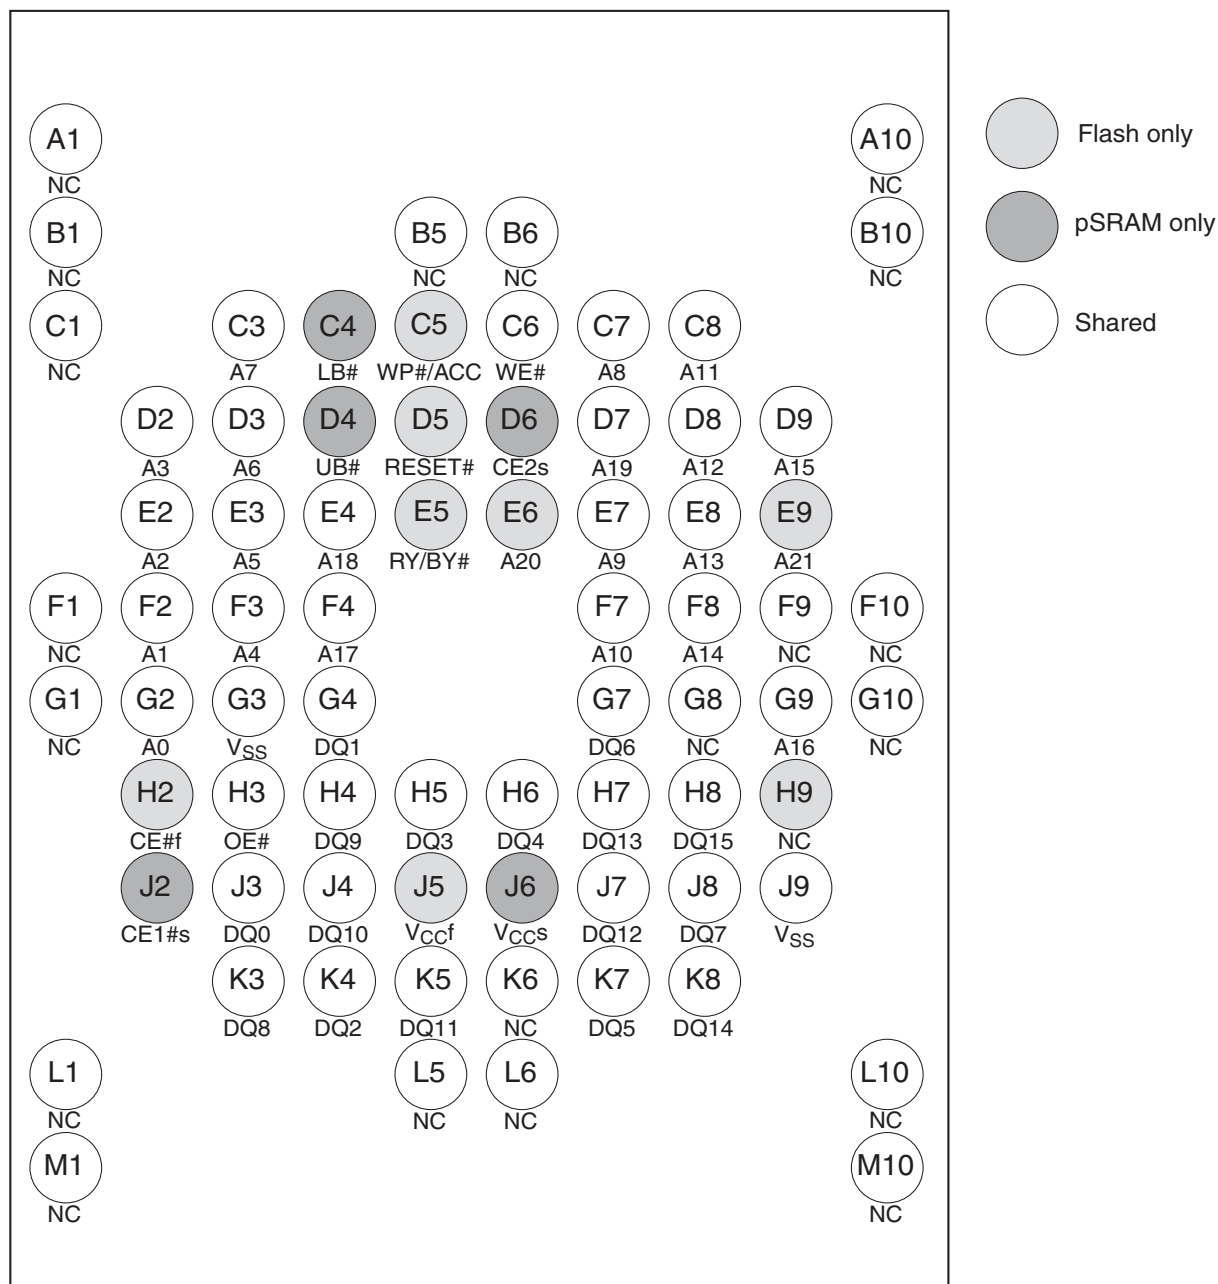 A1 A10 Flash only
NC NC
B1 B5 B6 B10 pSRAM only
NC NC NC NC
C1 C3 C4 C5 C6 C7 C8 Shared
NC A7 LB# WP#/ACC WE# A8 A11
D2 D3 D4 D5 D6 D7 D8 D9
A3 A6 UB# RESET# CE2s A19 A12 A15
E2 E3 E4 E5 E6 E7 E8 E9
A2 A5 A18 RY/BY# A20 A9 A13 A21
F1 F2 F3 F4 F7 F8 F9 F10
NC A1 A4 A17 A10 A14 NC NC
G1 G2 G3 G4 G7 G8 G9 G10
NC A0 VSS DQ1 DQ6 NC A16 NC
H2 H3 H4 H5 H6 H7 H8 H9
CE#f OE# DQ9 DQ3 DQ4 DQ13 DQ15 NC
J2 J3 J4 J5 J6 J7 J8 J9
CE1#s DQ0 DQ10 VCCf VCCs DQ12 DQ7 VSS
K3 K4 K5 K6 K7 K8
DQ8 DQ2 DQ11 NC DQ5 DQ14
L1 L5 L6 L10
NC NC NC NC
M1 M10
NC NC